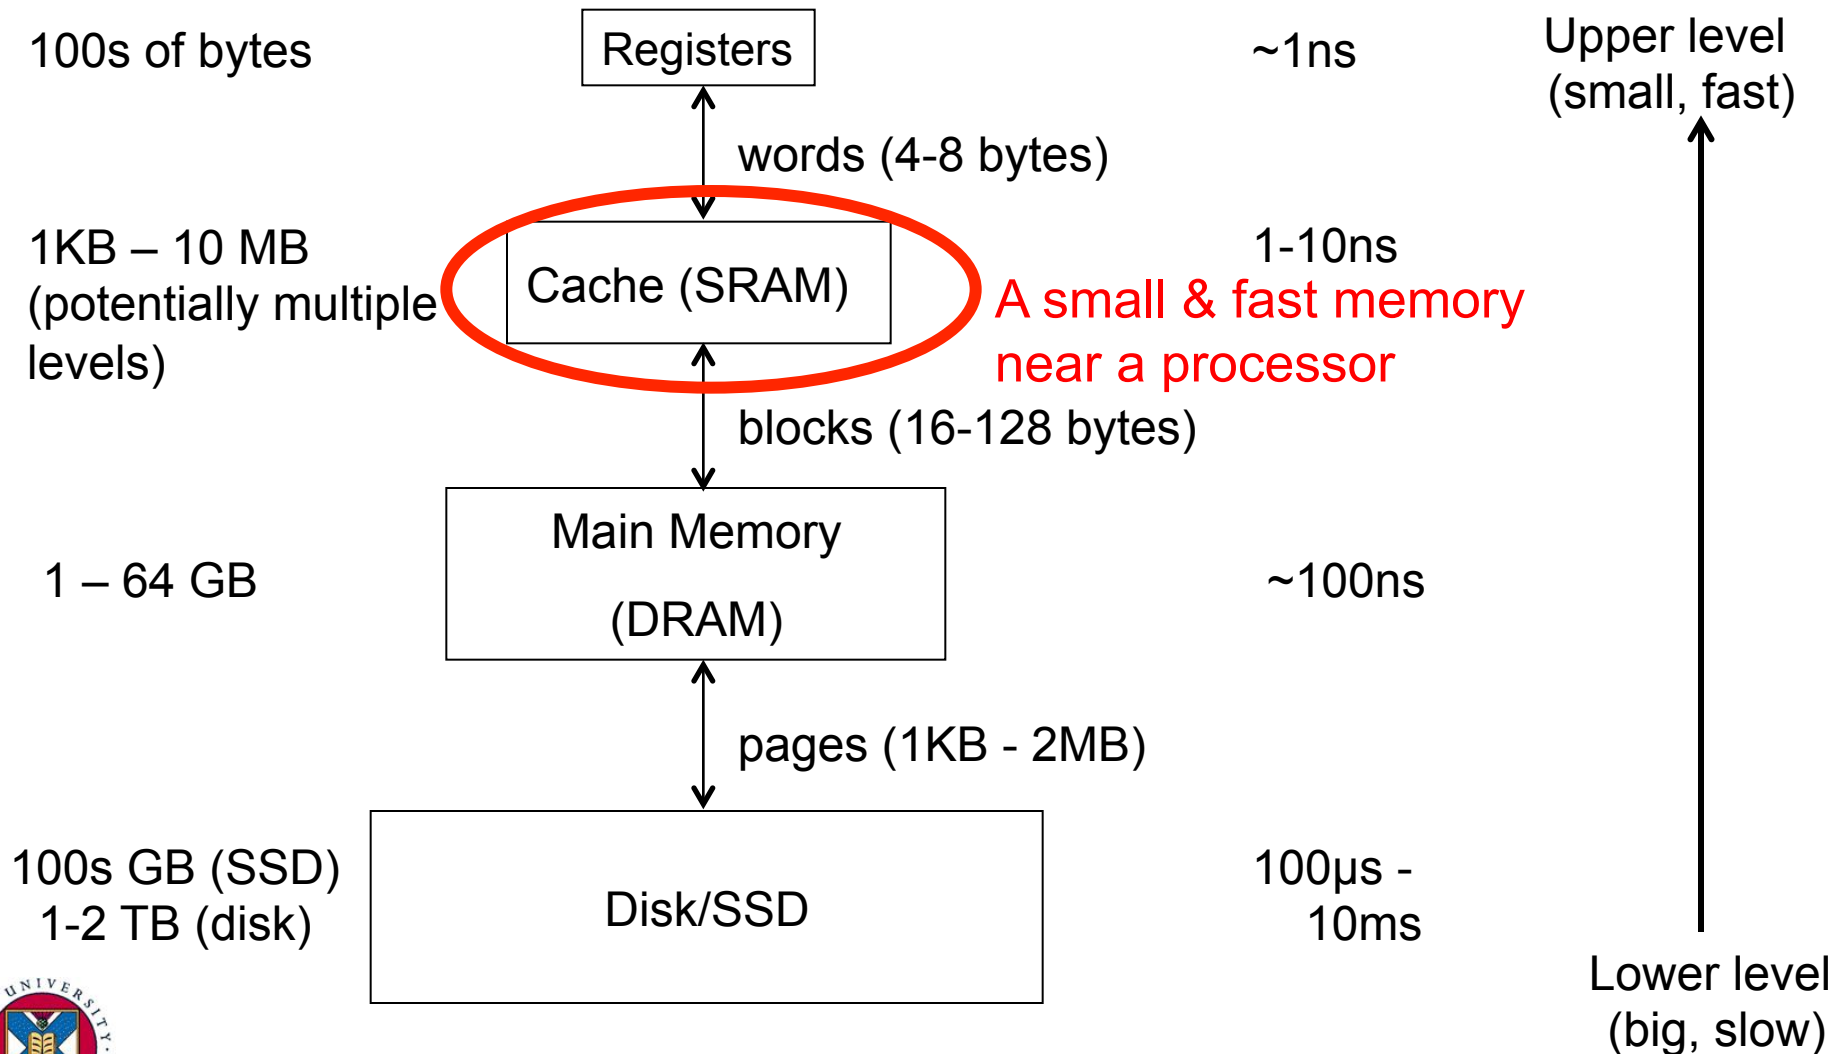 100s of bytes
Registers
~1ns
Upper level
(small, fast)
words (4-8 bytes)
1KB – 10 MB
(potentially multiple
levels)
Cache (SRAM)
1-10ns
A small & fast memory
near a processor
blocks (16-128 bytes)
1 – 64 GB
Main Memory
(DRAM)
~100ns
pages (1KB - 2MB)
100s GB (SSD)
1-2 TB (disk)
Disk/SSD
100µs -
10ms
Lower level
(big, slow)